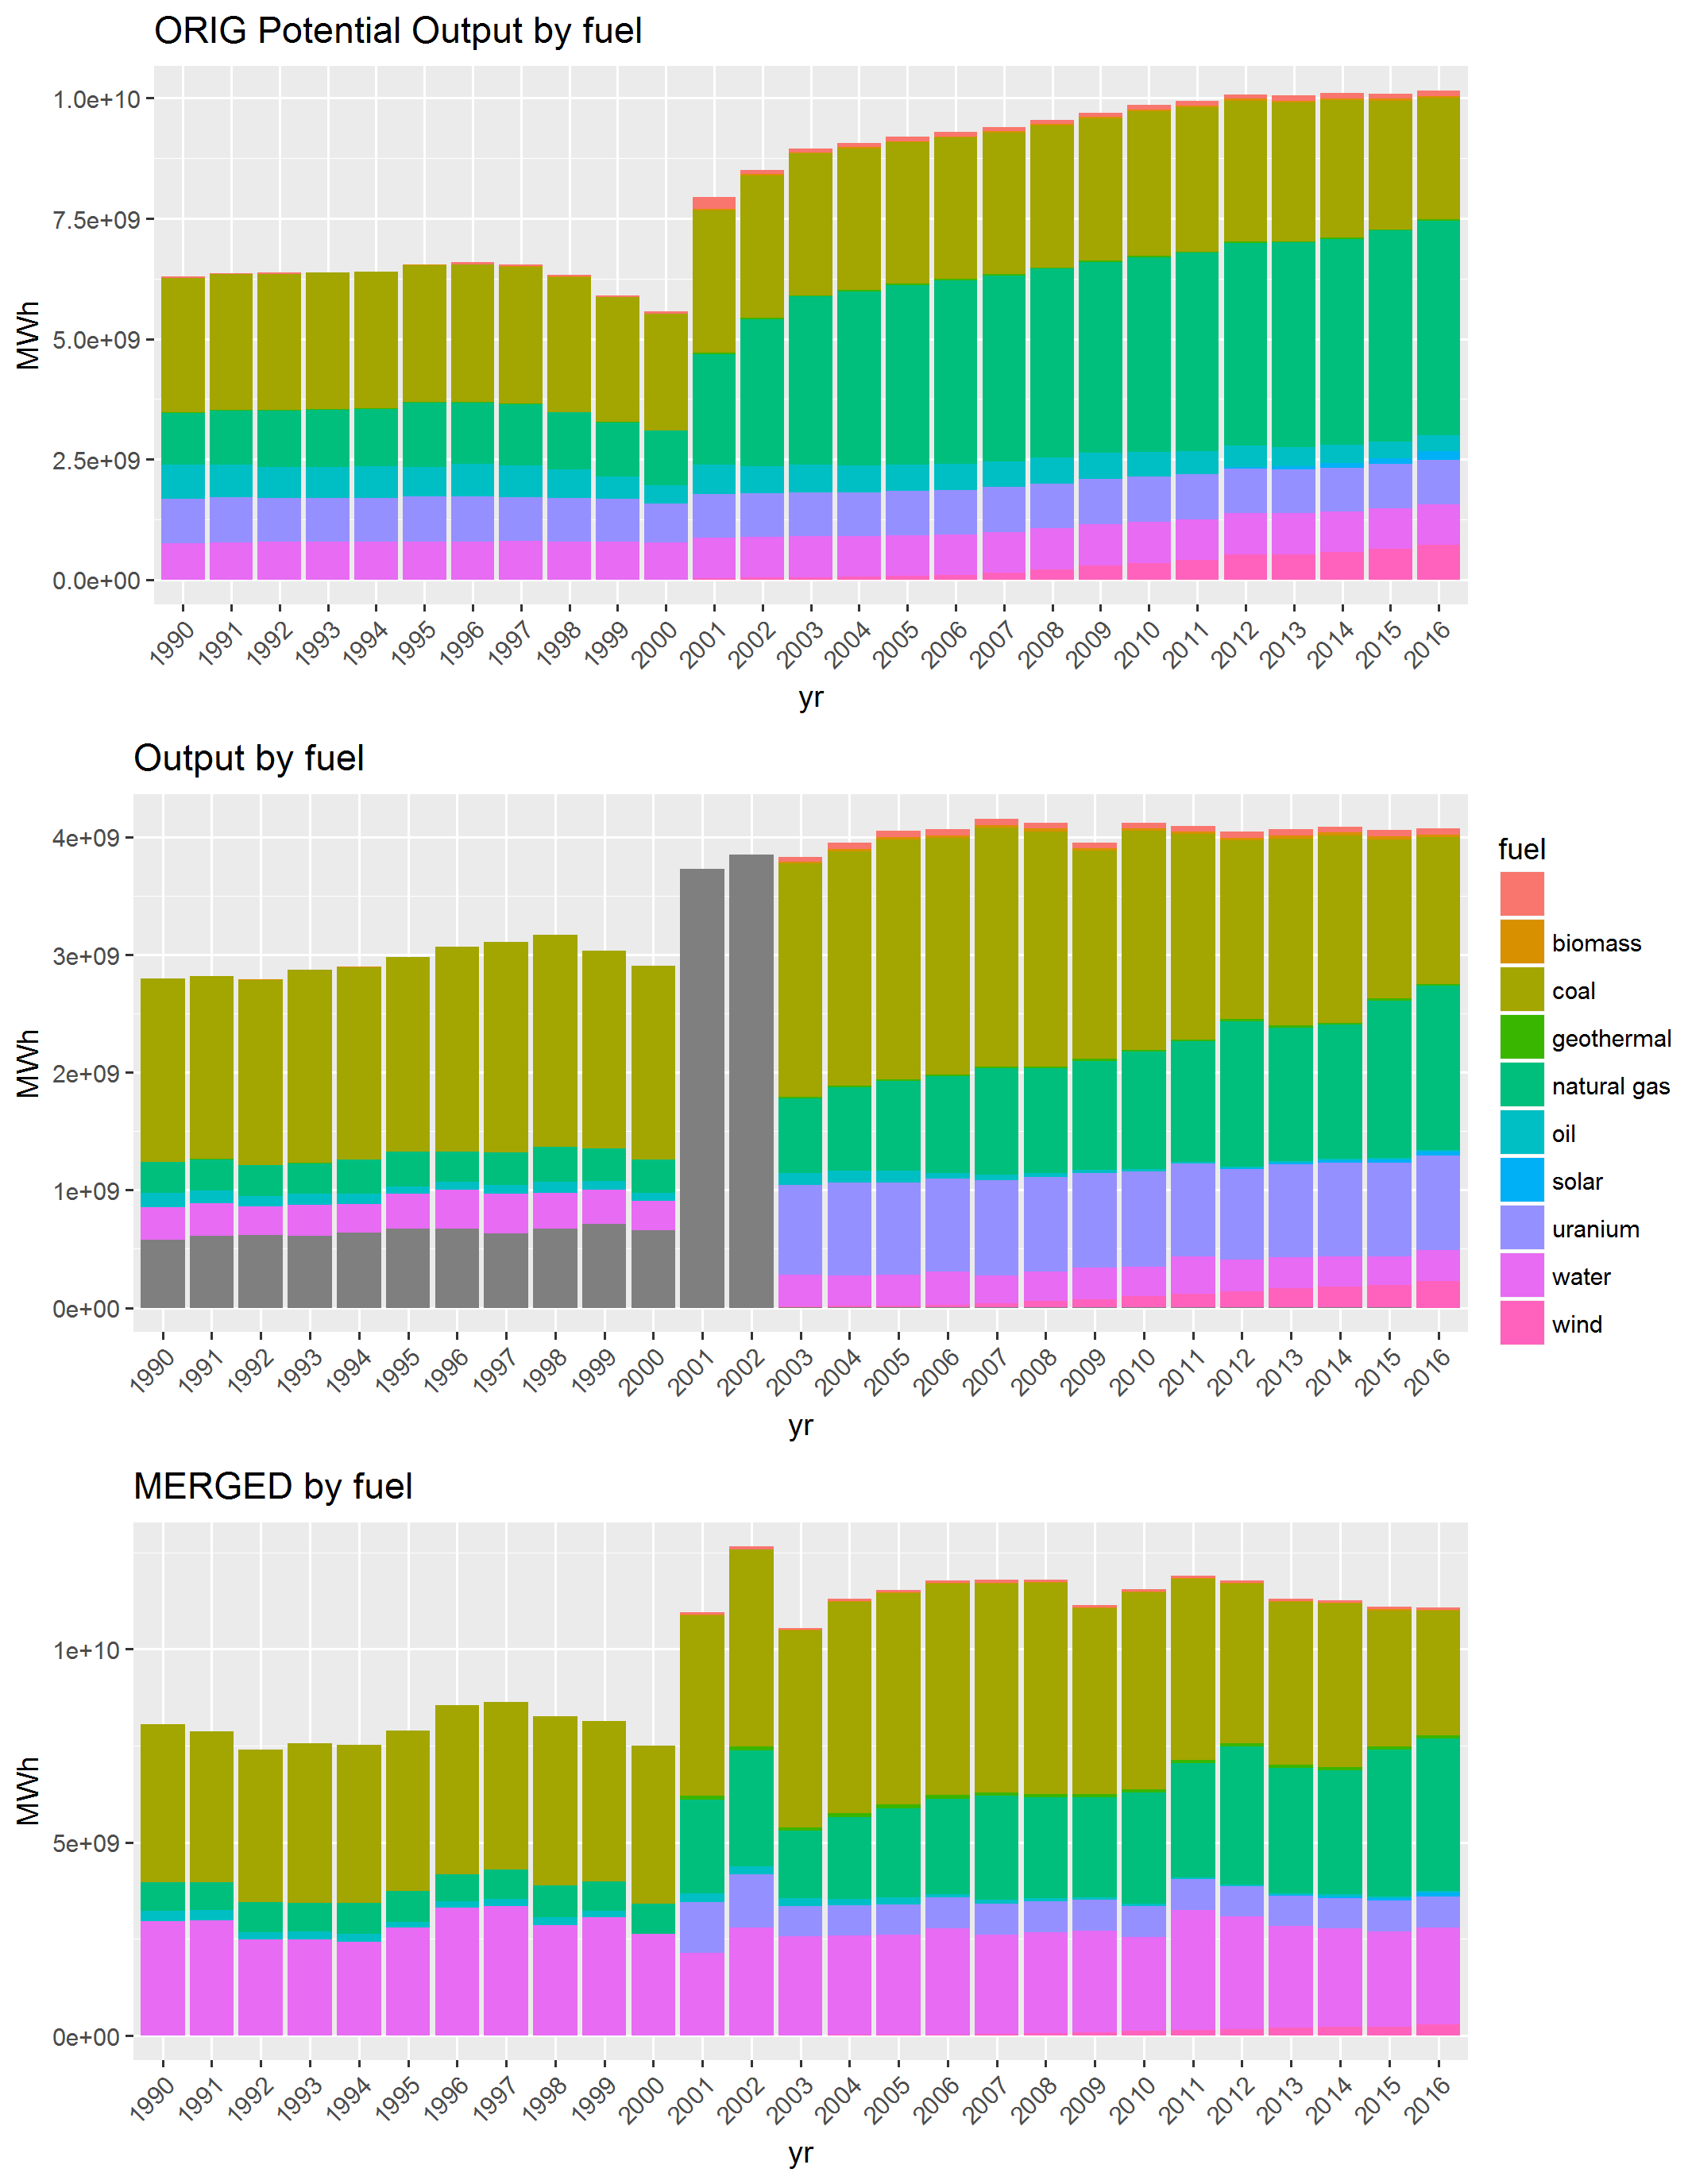 ORIG Potential Output by fuel
MWh
1.0e+10
7.5e+09
5.0e+09
2.5e+09
0.0e+00
1990 1991 1992 1993 1994 1995 1996 1997 1998 1999 2000 2001 2002 2003 2004 2005 2006 2007 2008 2009 2010 2011 2012 2013 2014 2015 2016
yr
Output by fuel
MWh
4e+09
3e+09
2e+09
1e+09
0e+00
1990 1991 1992 1993 1994 1995 1996 1997 1998 1999 2000 2001 2002 2003 2004 2005 2006 2007 2008 2009 2010 2011 2012 2013 2014 2015 2016
yr
fuel
biomass
coal
geothermal
natural gas
oil
solar
uranium
water
wind
MERGED by fuel
MWh
1e+10
5e+09
0e+00
1990 1991 1992 1993 1994 1995 1996 1997 1998 1999 2000 2001 2002 2003 2004 2005 2006 2007 2008 2009 2010 2011 2012 2013 2014 2015 2016
yr